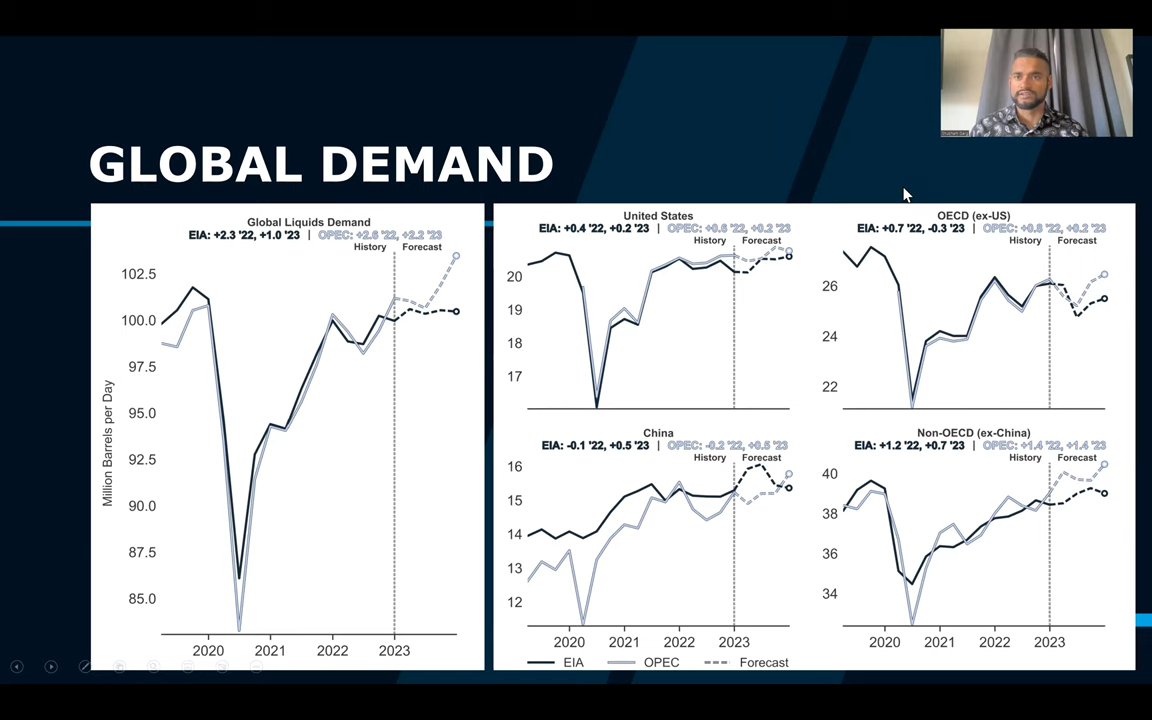 GLOBAL DEMAND
Global Liquids Demand
EIA: +2.3 '22, +1.0 '23 | OPEC: +2.6 '22, +2.2 '23
History Forecast
102.5
100.0
97.5
95.0
92.5
90.0
87.5
85.0
Million Barrels per Day
2020 2021 2022 2023
United States
EIA: +0.4 '22, +0.2 '23 | OPEC: +0.6 '22, +0.2 '23
History Forecast
20
19
18
17
OECD (ex-US)
EIA: +0.7 '22, -0.3 '23 | OPEC: +0.8 '22, +0.2 '23
History Forecast
26
24
22
China
EIA: -0.1 '22, +0.5 '23 | OPEC: -0.2 '22, +0.5 '23
History Forecast
16
15
14
13
12
2020 2021 2022 2023
Non-OECD (ex-China)
EIA: +1.2 '22, +0.7 '23 | OPEC: +1.4 '22, +1.4 '23
History Forecast
40
38
36
34
2020 2021 2022 2023
EIA OPEC Forecast